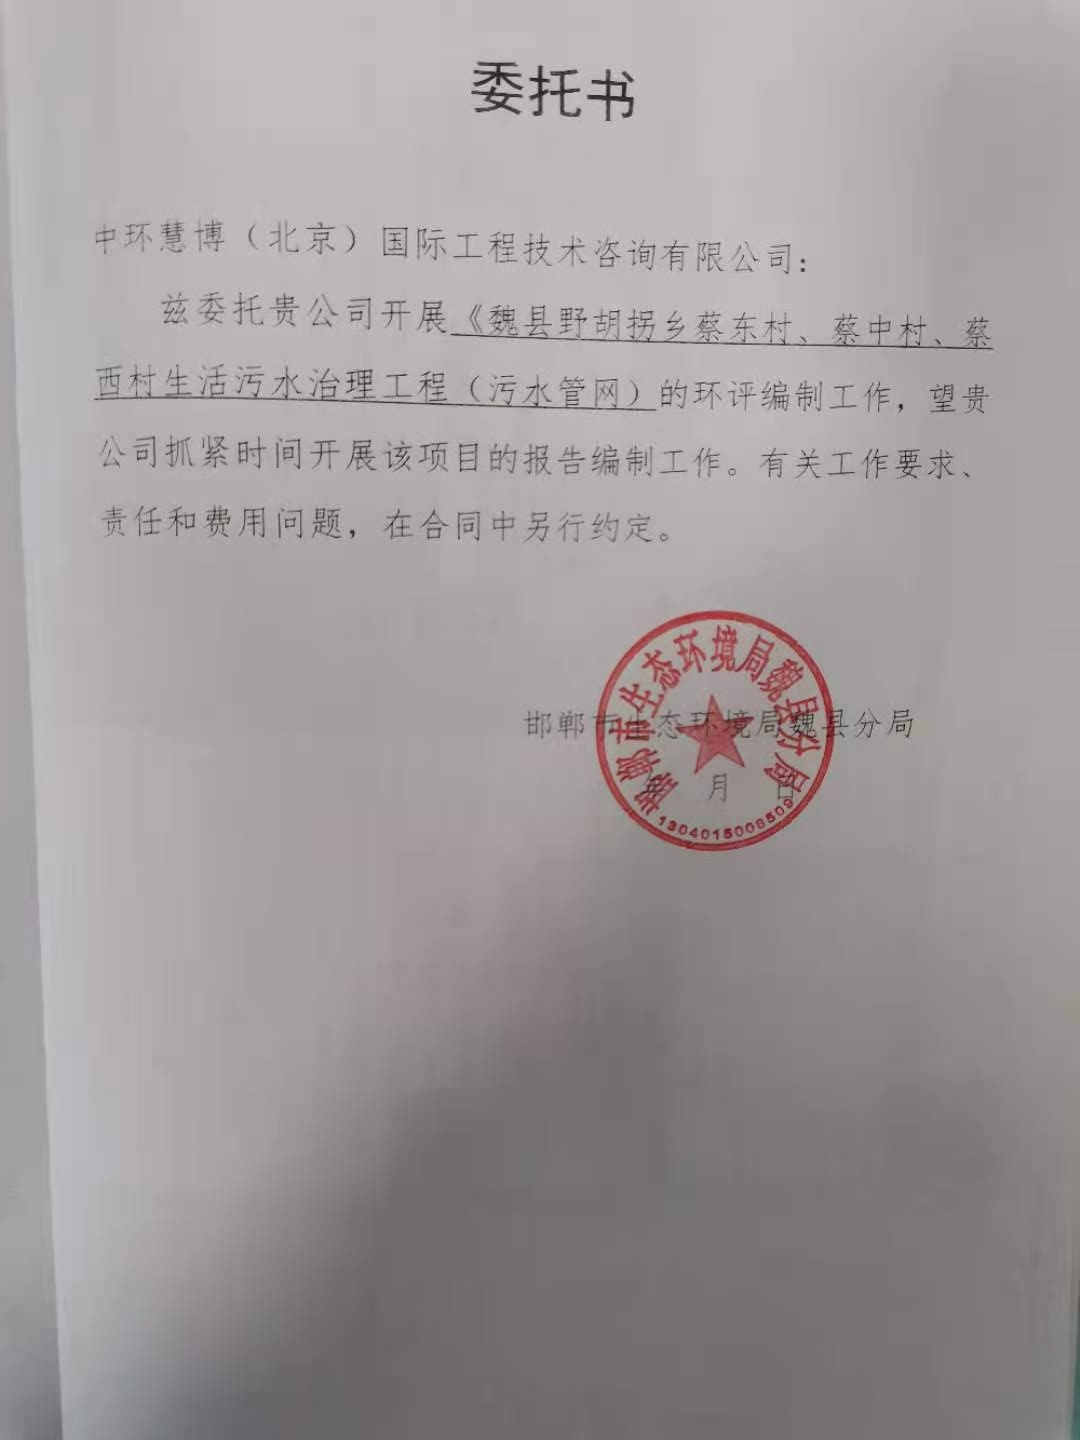 委托书
中环慧博（北京）国际工程技术咨询有限公司：
兹委托贵公司开展《魏县野胡拐乡蔡东村、蔡中村、蔡
西村生活污水治理工程（污水管网）的环评编制工作，望贵
公司抓紧时间开展该项目的报告编制工作。有关工作要求、
责任和费用问题，在合同中另行约定。
邯郸市生态环境局魏县分局
年 月 日
邯郸市生态环境局魏县分局
1304015008509